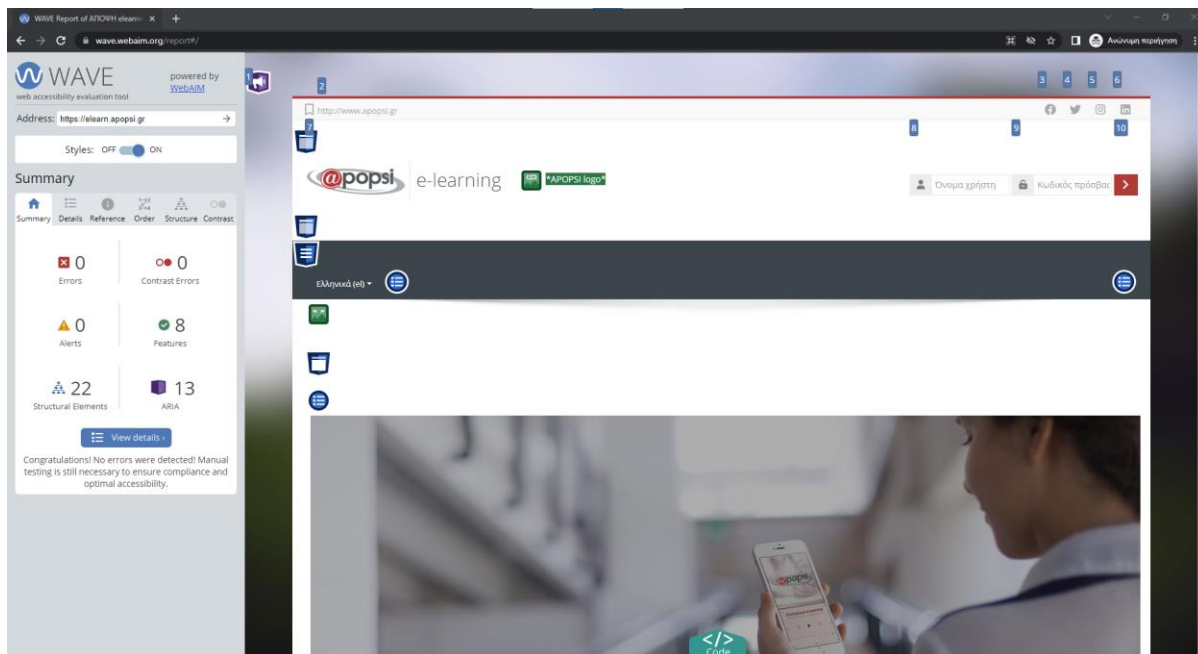 WAVE Report of ΑΠΟΨΗ elearni
wave.webaim.org/report#/
Ανώνυμη περιήγηση
WAVE
powered by
WebAIM
web accessibility evaluation tool
Address: https://elearn.apopsi.gr
Styles: OFF ON
Summary
Summary Details Reference Order Structure Contrast
0 0
Errors Contrast Errors
0 8
Alerts Features
22 13
Structural Elements ARIA
View details ›
Congratulations! No errors were detected! Manual
testing is still necessary to ensure compliance and
optimal accessibility.
1 2 3 4 5 6
http://www.apopsi.gr
7 8 9 10
@popsi e-learning *APOPSI logo*
Όνομα χρήστη Κωδικός πρόσβας
Ελληνικά (el)
@popsi
</>
Code